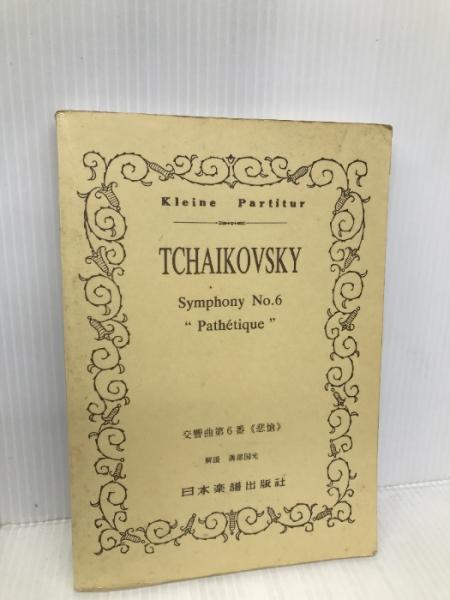 Kleine Partitur
TCHAIKOVSKY
Symphony No.6
“ Pathétique ”
交響曲第6番《悲愴》
解説
日本楽譜出版社